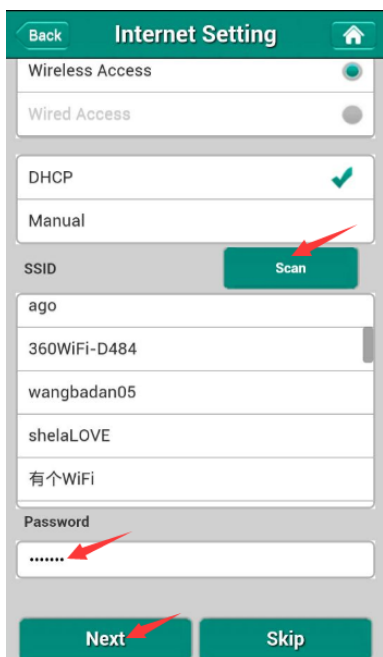 Back Internet Setting
Wireless Access
Wired Access
DHCP
Manual
SSID Scan
ago
360WiFi-D484
wangbadan05
shelaLOVE
有个WiFi
Password
.......
Next Skip